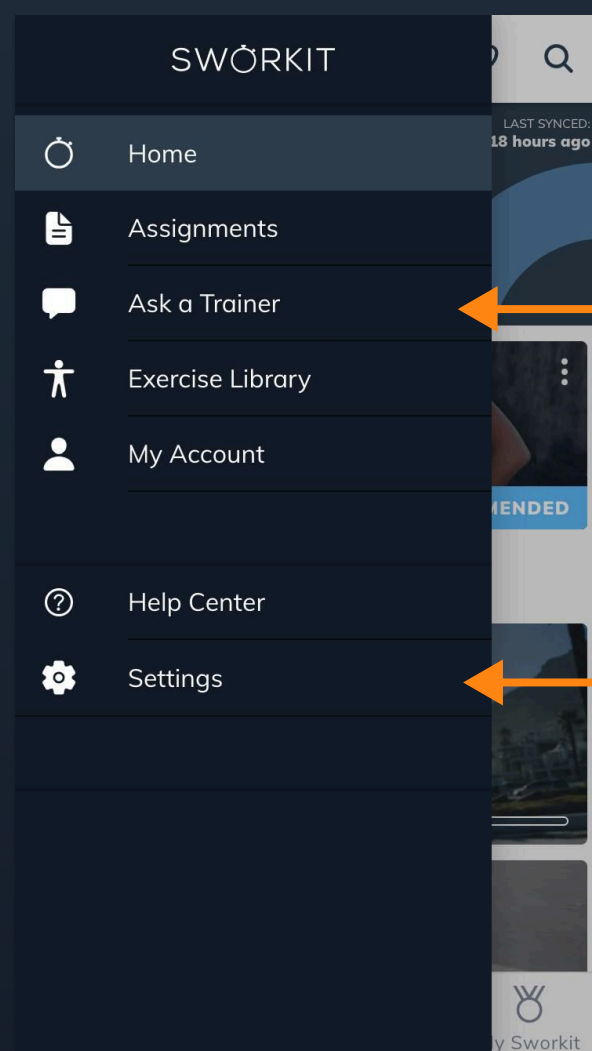 SWORKIT
LAST SYNCED:
18 hours ago
Home
Assignments
Ask a Trainer
Exercise Library
My Account
MENDED
Help Center
Settings
y Sworkit